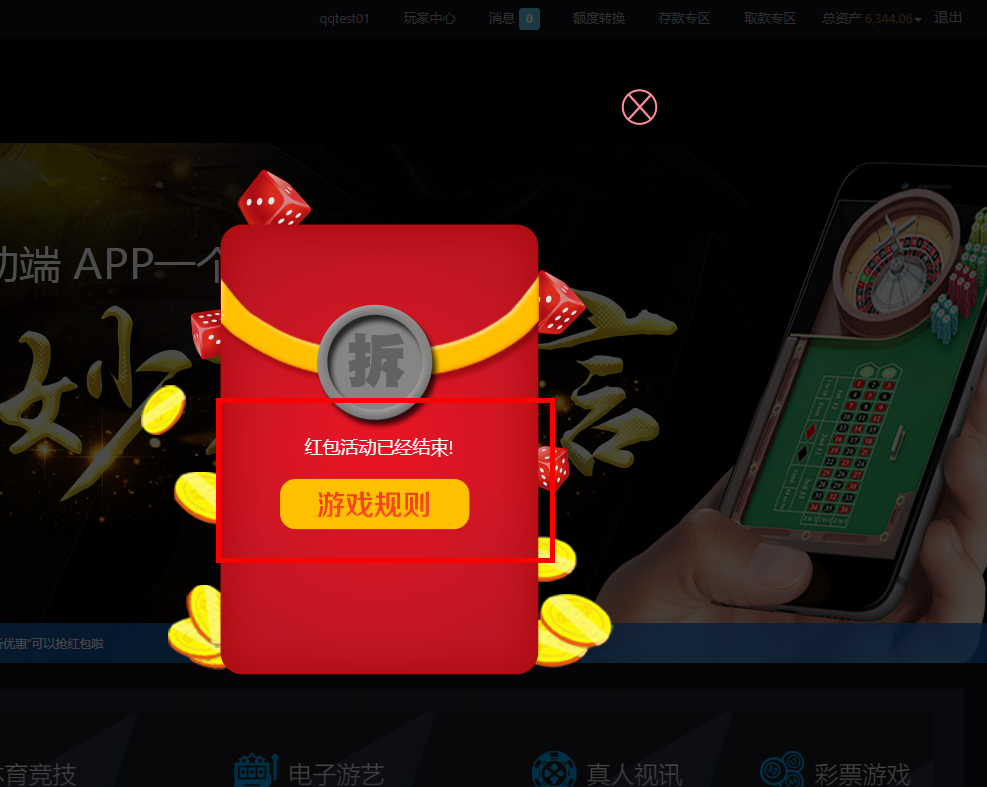 qqtest01 玩家中心 消息 0 额度转换 存款专区 取款专区 总资产 6,344.06 退出
动端 APP一个
妙 言
拆
红包活动已经结束!
游戏规则
新优惠"可以抢红包啦
体育竞技 电子游艺 真人视讯 彩票游戏